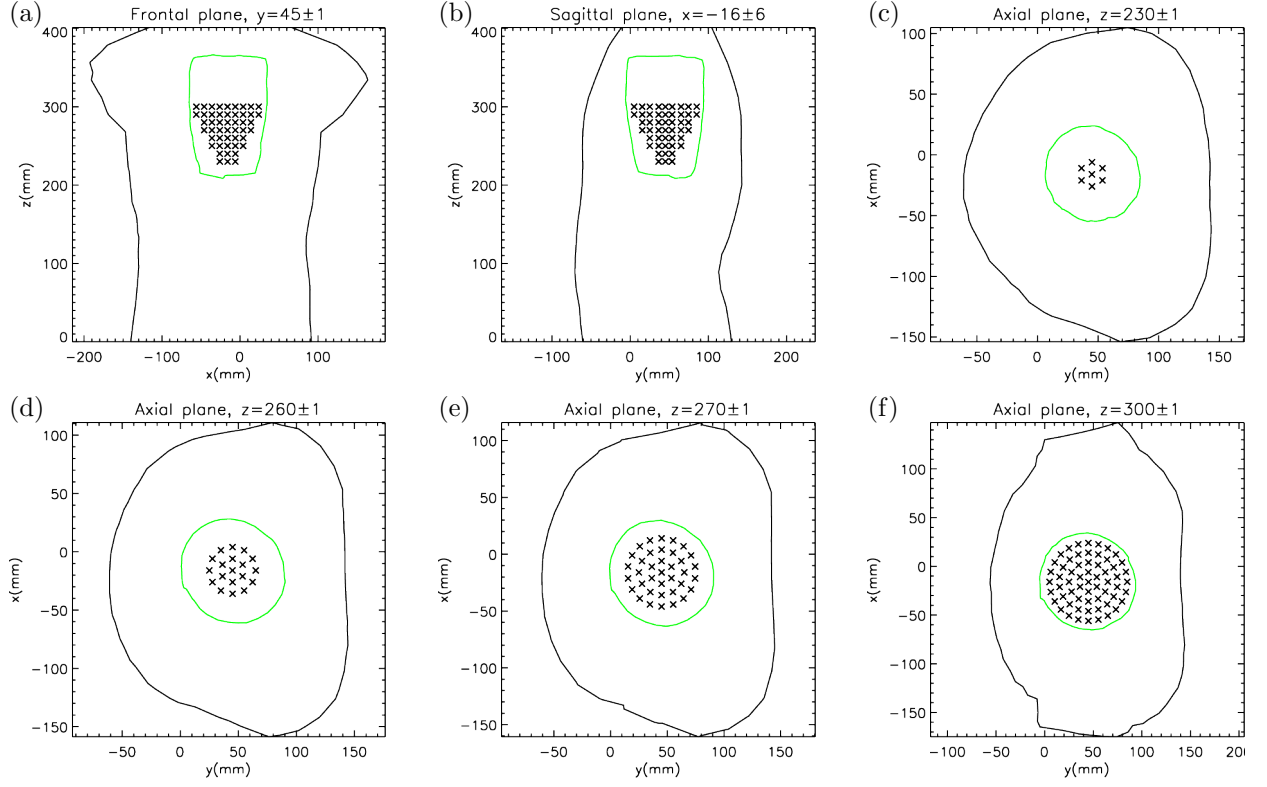 (a) Frontal plane, y=45±1
400
300
200
100
0
z(mm)
-200 -100 0 100
x(mm)
(b) Sagittal plane, x=-16±6
400
300
200
100
0
z(mm)
-100 0 100 200
y(mm)
(c) Axial plane, z=230±1
100
50
0
-50
-100
-150
x(mm)
-50 0 50 100 150
y(mm)
(d) Axial plane, z=260±1
100
50
0
-50
-100
-150
x(mm)
-50 0 50 100 150
y(mm)
(e) Axial plane, z=270±1
100
50
0
-50
-100
-150
x(mm)
-50 0 50 100 150
y(mm)
(f) Axial plane, z=300±1
100
50
0
-50
-100
-150
x(mm)
-100 -50 0 50 100 150
y(mm)